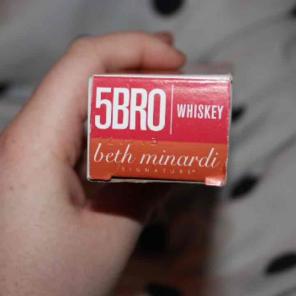 5BRO WHISKEY
beth minardi
SIGNATURE®